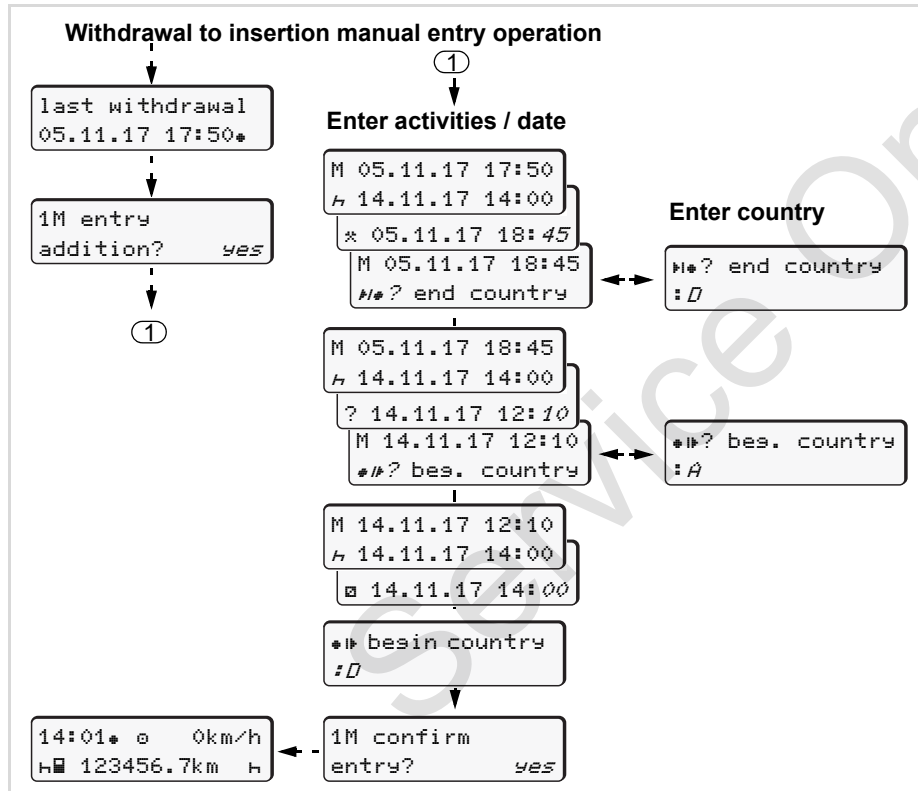 Withdrawal to insertion manual entry operation
1
last withdrawal
05.11.17 17:50●
1M entry
addition? yes
1
Enter activities / date
M 05.11.17 17:50
14.11.17 14:00
05.11.17 18:45
M 05.11.17 18:45
? end country
Enter country
? end country
:D
M 05.11.17 18:45
14.11.17 14:00
? 14.11.17 12:10
M 14.11.17 12:10
? beg. country
? beg. country
:A
M 14.11.17 12:10
14.11.17 14:00
14.11.17 14:00
begin country
:D
1M confirm
entry? yes
14:01● 0km/h
123456.7km
Service